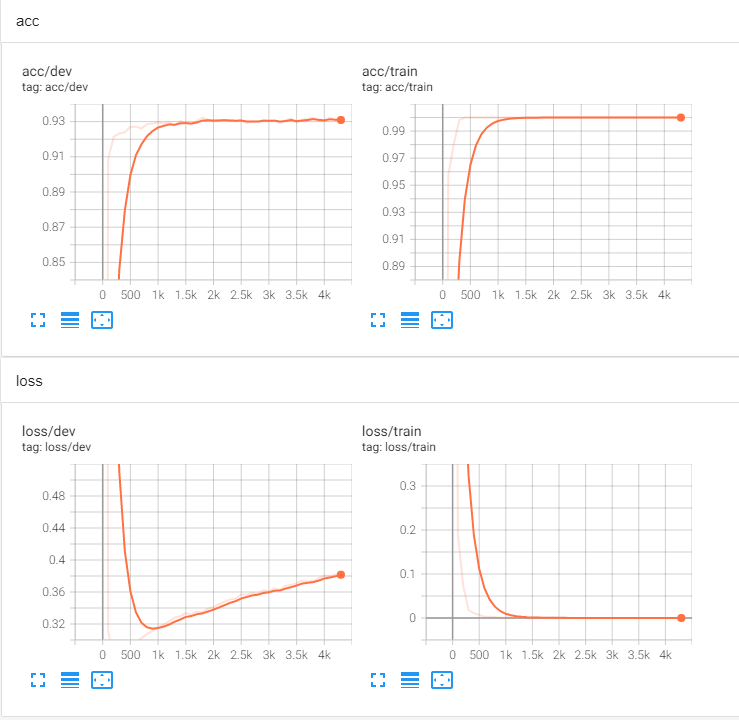 acc
acc/dev
tag: acc/dev
0.93
0.91
0.89
0.87
0.85
0 500 1k 1.5k 2k 2.5k 3k 3.5k 4k
acc/train
tag: acc/train
0.99
0.97
0.95
0.93
0.91
0.89
0 500 1k 1.5k 2k 2.5k 3k 3.5k 4k
loss
loss/dev
tag: loss/dev
0.48
0.44
0.4
0.36
0.32
0 500 1k 1.5k 2k 2.5k 3k 3.5k 4k
loss/train
tag: loss/train
0.3
0.2
0.1
0
0 500 1k 1.5k 2k 2.5k 3k 3.5k 4k